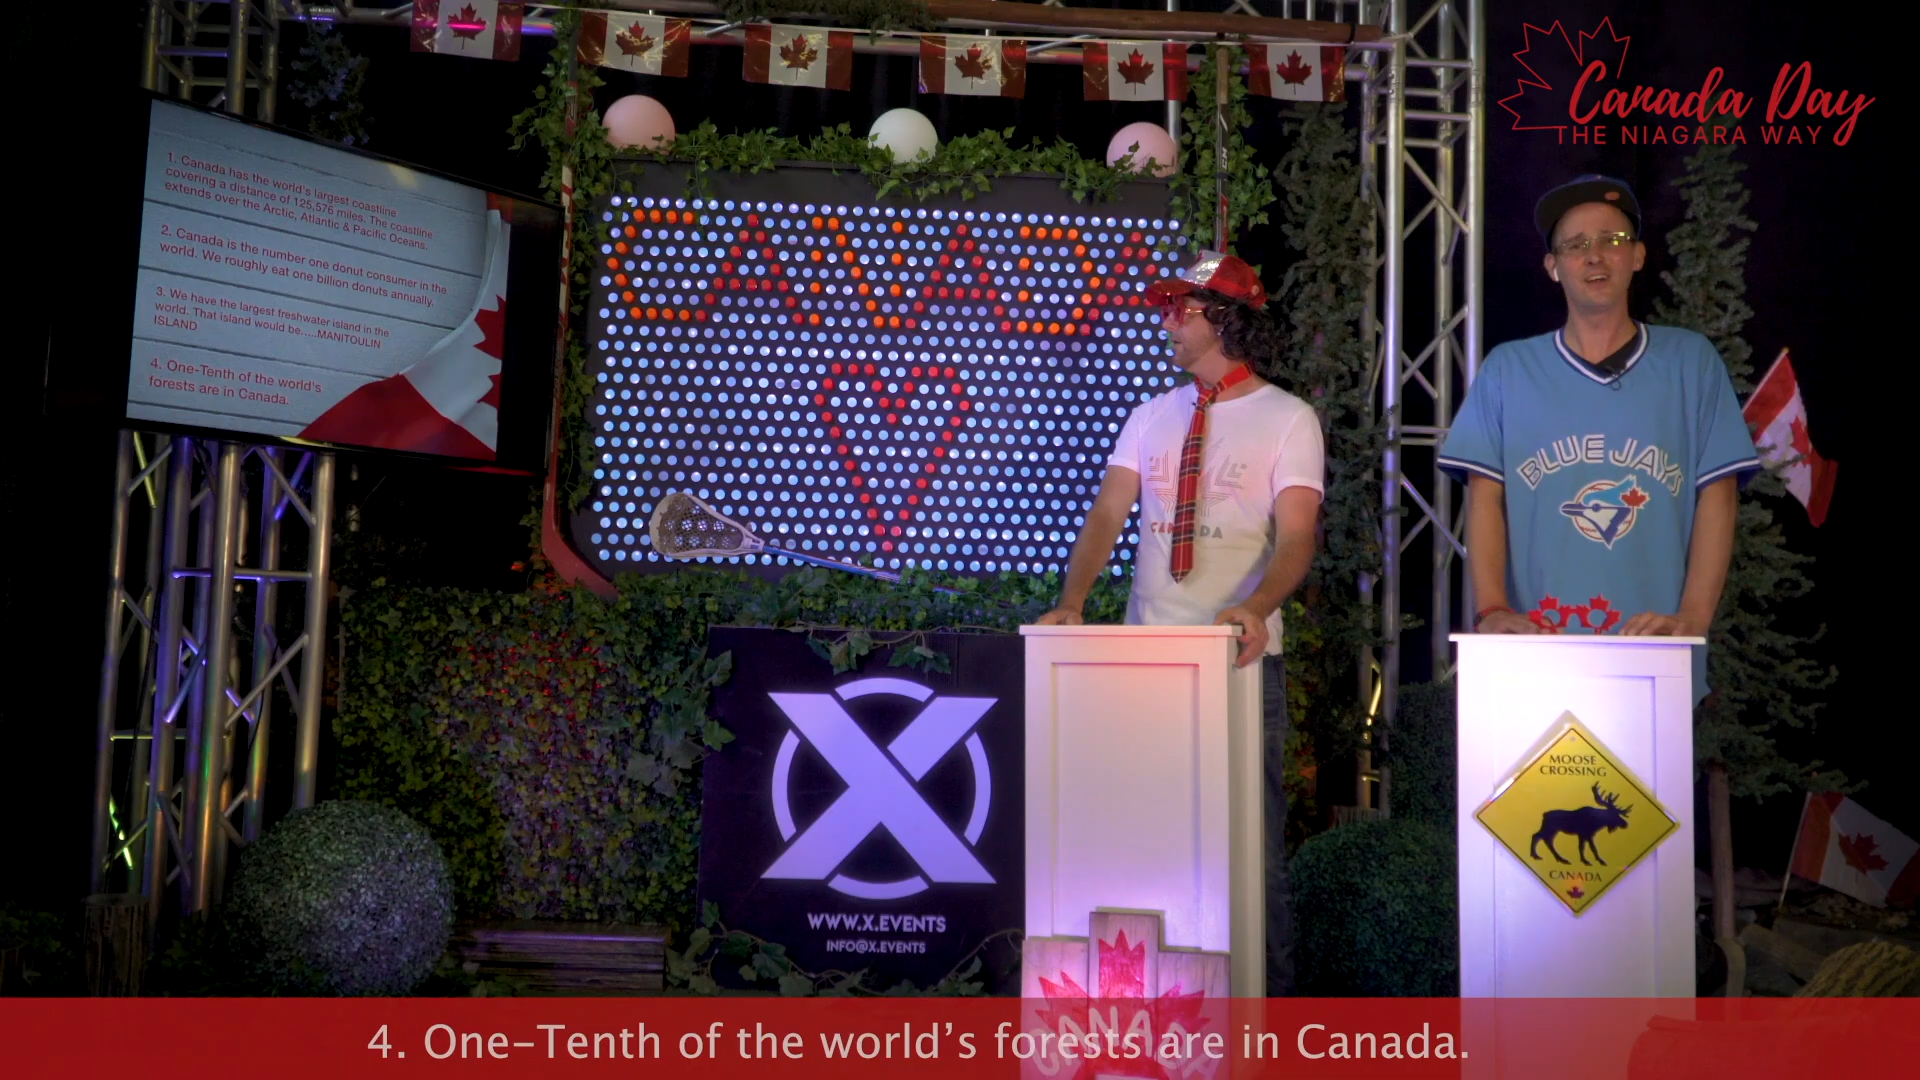 Canada Day
THE NIAGARA WAY
1. Canada has the world's largest coastline
covering a distance of 125,576 miles. The coastline
extends over the Arctic, Atlantic & Pacific Oceans.
2. Canada is the number one donut consumer in the
world. We roughly eat one billion donuts annually.
3. We have the largest freshwater island in the
world. That island would be.....MANITOULIN
ISLAND
4. One-Tenth of the world's
forests are in Canada.
CANADA
CANADA
BLUE JAYS
MOOSE
CROSSING
CANADA
X
WWW.X.EVENTS
INFO@X.EVENTS
CANADA
4. One-Tenth of the world’s forests are in Canada.